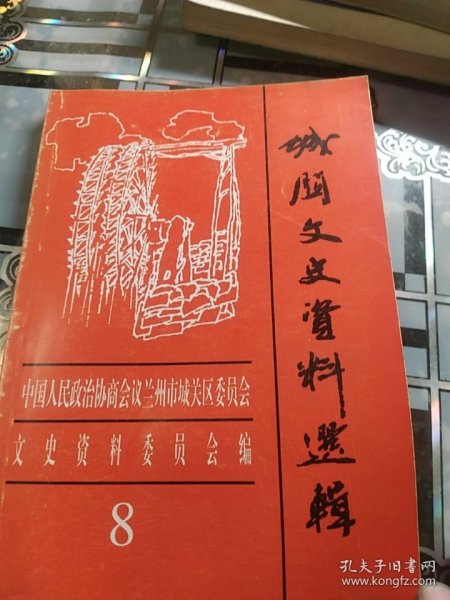 城関文史資料選輯
中国人民政治协商会议兰州市城关区委员会
文史资料委员会编
8
孔夫子旧书网
www.kongfz.com